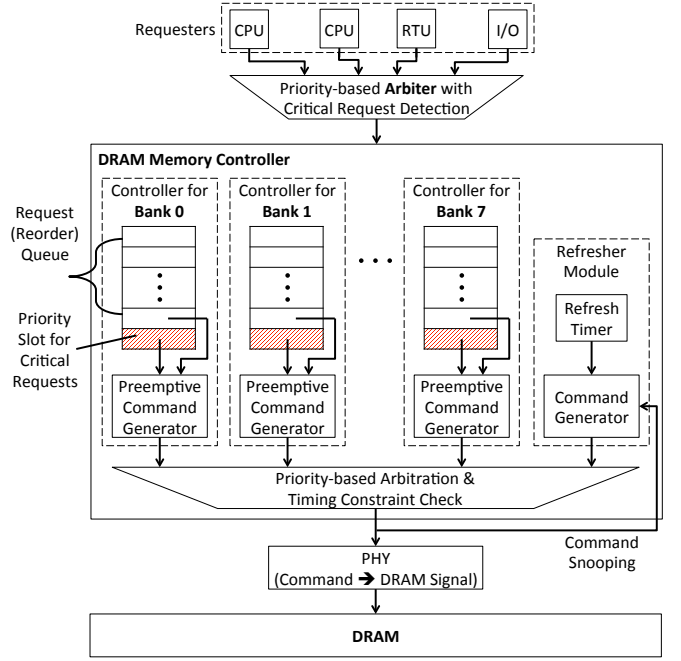 Requesters
CPU
CPU
RTU
I/O
Priority-based Arbiter with
Critical Request Detection
DRAM Memory Controller
Controller for
Bank 0
Controller for
Bank 1
Controller for
Bank 7
Request
(Reorder)
Queue
Refresher
Module
Refresh
Timer
Priority
Slot for
Critical
Requests
Preemptive
Command
Generator
Preemptive
Command
Generator
Preemptive
Command
Generator
Command
Generator
Priority-based Arbitration &
Timing Constraint Check
Command
Snooping
PHY
(Command ➔ DRAM Signal)
DRAM